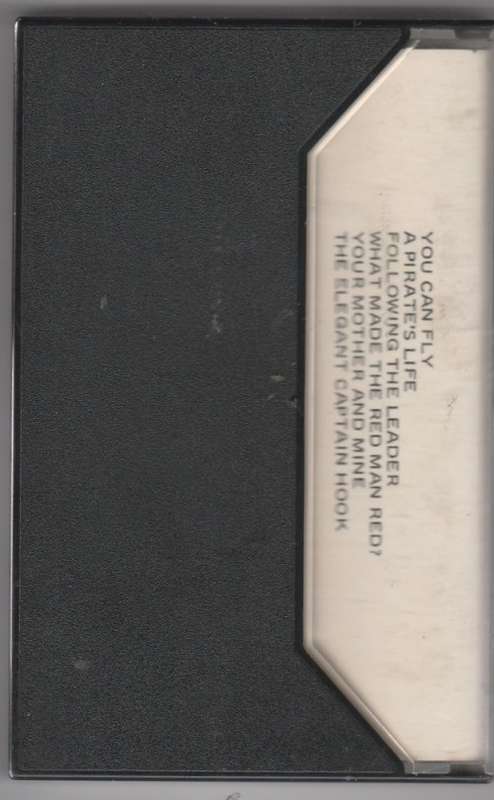 YOU CAN FLY
A PIRATE'S LIFE
FOLLOWING THE LEADER
WHAT MADE THE RED MAN RED?
YOUR MOTHER AND MINE
THE ELEGANT CAPTAIN HOOK